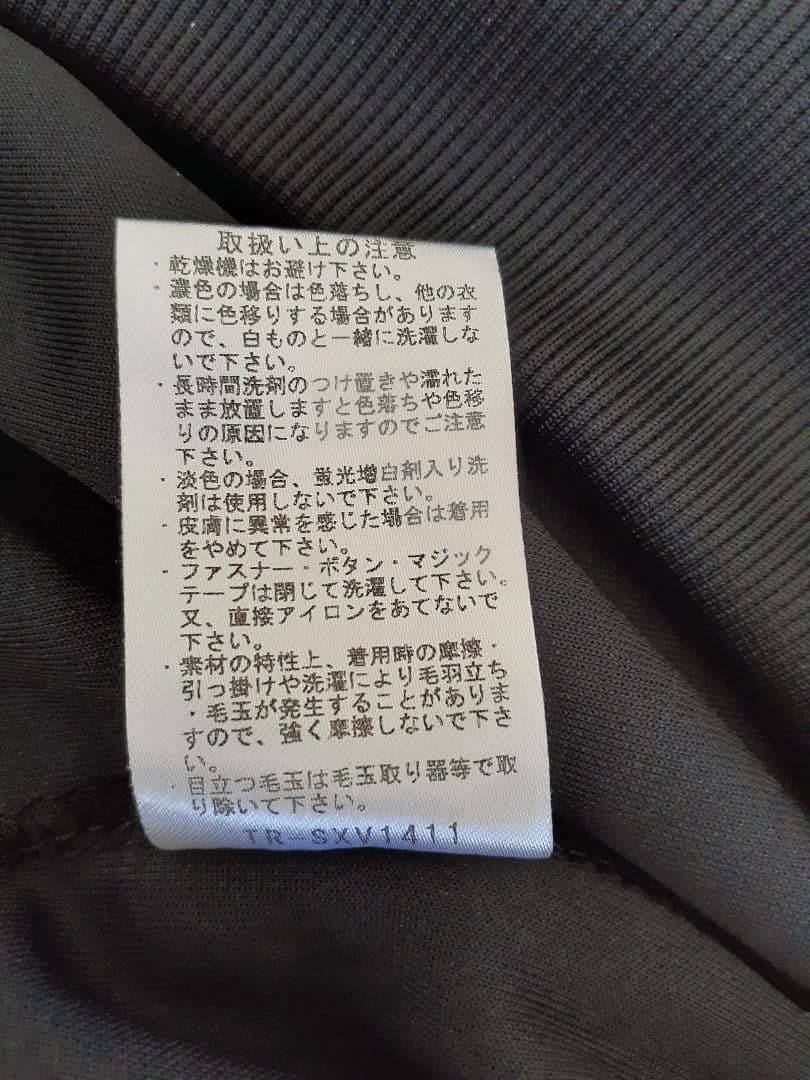 取扱い上の注意
・乾燥機はお避け下さい。
・濃色の場合は色落ちし、他の衣
類に色移りする場合があります
ので、白ものと一緒に洗濯しな
いで下さい。
・長時間洗剤のつけ置きや濡れた
まま放置しますと色落ちや色移
りの原因になりますのでご注意
下さい。
・淡色の場合、蛍光増白剤入り洗
剤は使用しないで下さい。
・皮膚に異常を感じた場合は着用
をやめて下さい。
・ファスナー・ボタン・マジック
テープは閉じて洗濯して下さい。
又、直接アイロンをあてないで
下さい。
・素材の特性上、着用時の摩擦・
引っ掛けや洗濯により毛羽立ち
・毛玉が発生することがありま
すので、強く摩擦しないで下さ
い。
・目立つ毛玉は毛玉取り器等で取
り除いて下さい。
TR-SXV1411